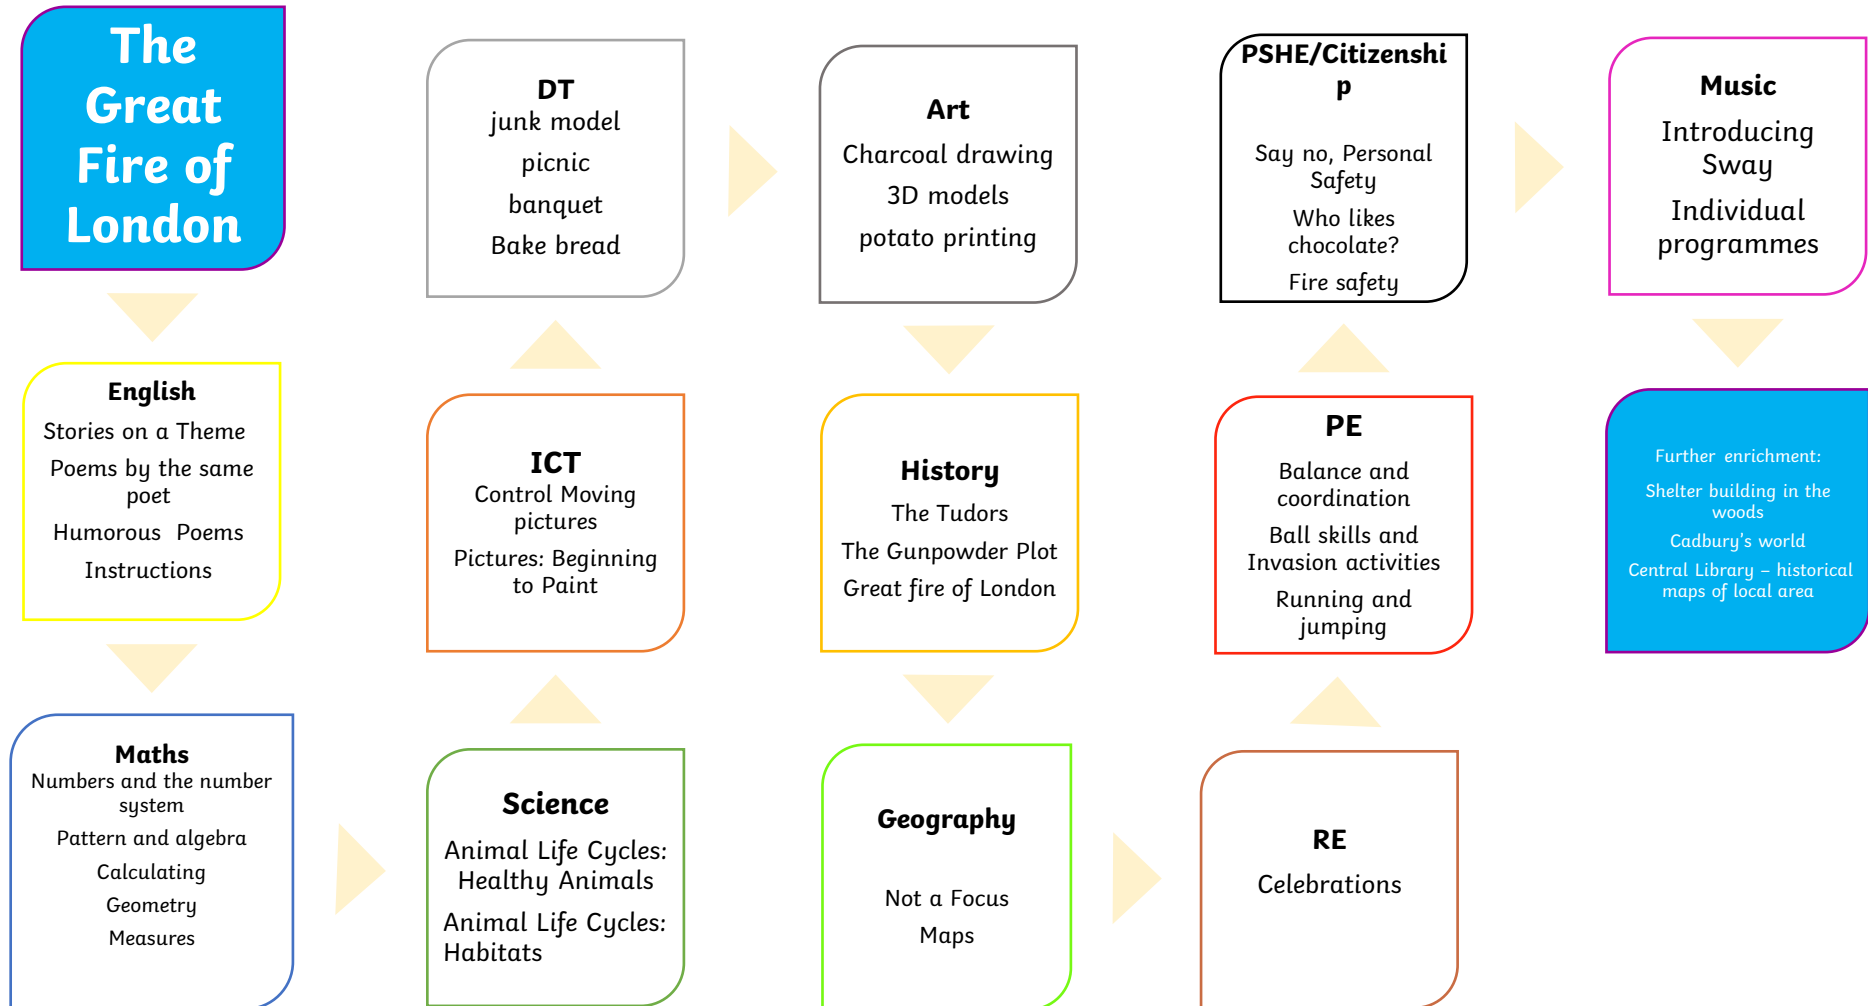 The
Great
Fire of
London
English
Stories on a Theme
Poems by the same
poet
Humorous Poems
Instructions
Maths
Numbers and the number
system
Pattern and algebra
Calculating
Geometry
Measures
Science
Animal Life Cycles:
Healthy Animals
Animal Life Cycles:
Habitats
ICT
Control Moving
pictures
Pictures: Beginning
to Paint
DT
junk model
picnic
banquet
Bake bread
Art
Charcoal drawing
3D models
potato printing
History
The Tudors
The Gunpowder Plot
Great fire of London
Geography
Not a Focus
Maps
RE
Celebrations
PE
Balance and
coordination
Ball skills and
Invasion activities
Running and
jumping
PSHE/Citizenshi
p
Say no, Personal
Safety
Who likes
chocolate?
Fire safety
Music
Introducing
Sway
Individual
programmes
Further enrichment:
Shelter building in the
woods
Cadbury's world
Central Library – historical
maps of local area